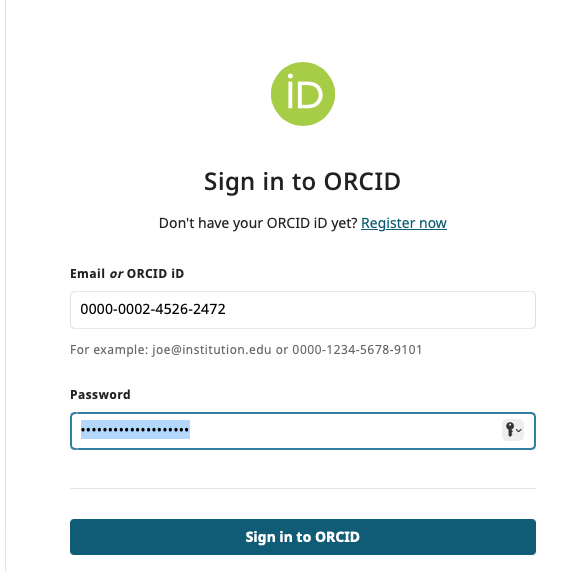 iD
Sign in to ORCID
Don't have your ORCID iD yet? Register now
Email or ORCID iD
0000-0002-4526-2472
For example: joe@institution.edu or 0000-1234-5678-9101
Password
••••••••••••••••••••
Sign in to ORCID